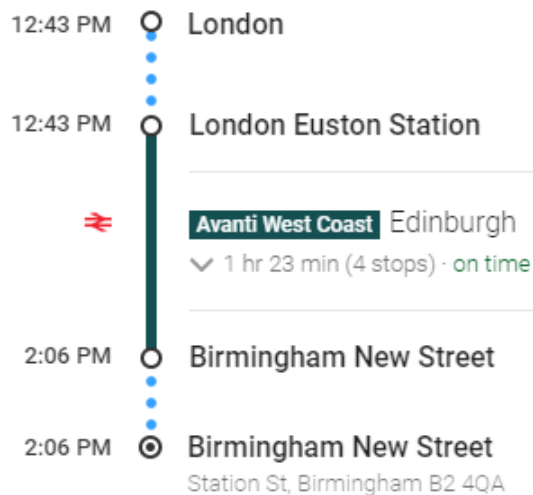 12:43 PM London
12:43 PM London Euston Station
Avanti West Coast Edinburgh
1 hr 23 min (4 stops) · on time
2:06 PM Birmingham New Street
2:06 PM Birmingham New Street
Station St, Birmingham B2 4QA